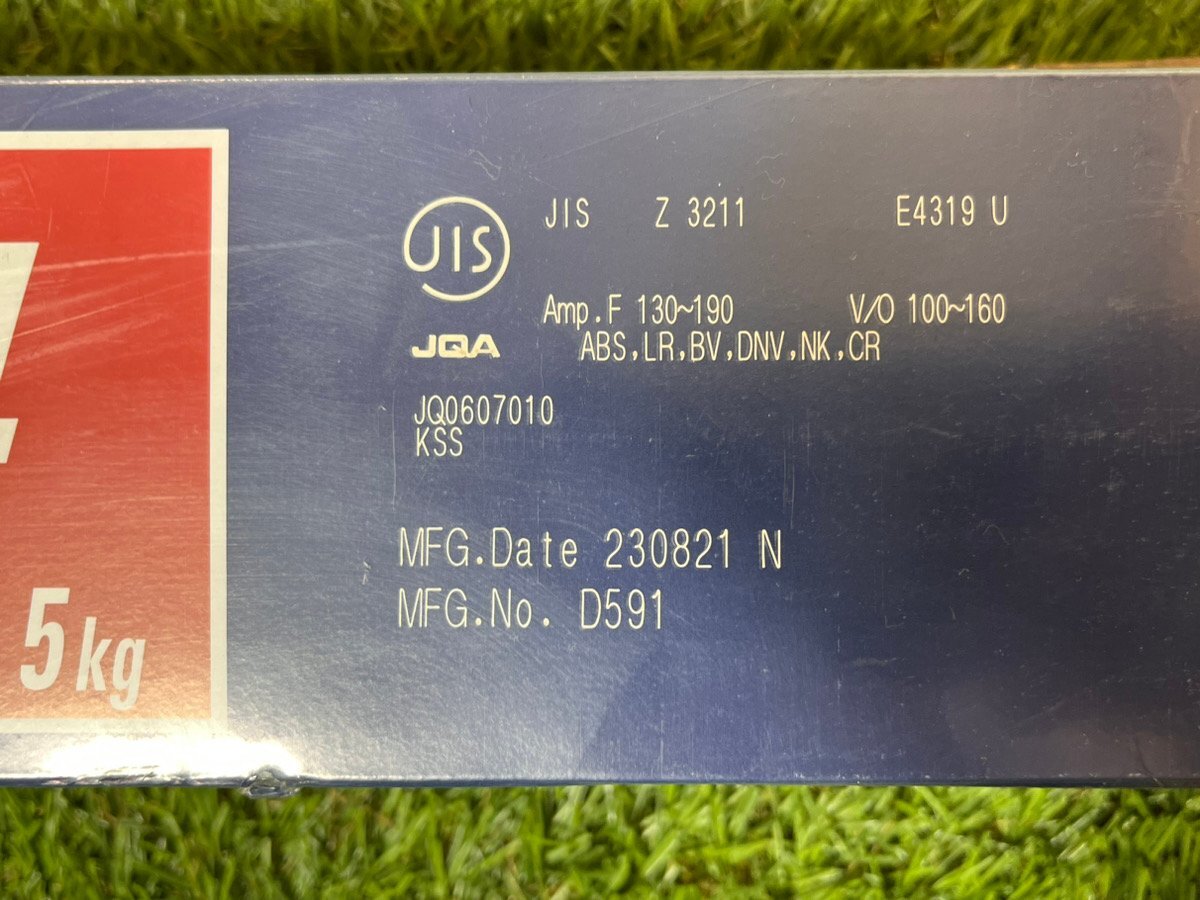 JIS
JIS Z 3211 E4319 U
Amp.F 130~190 V/O 100~160
JQA
ABS,LR,BV,DNV,NK,CR
JQ0607010
KSS
MFG.Date 230821 N
MFG.No. D591
5kg